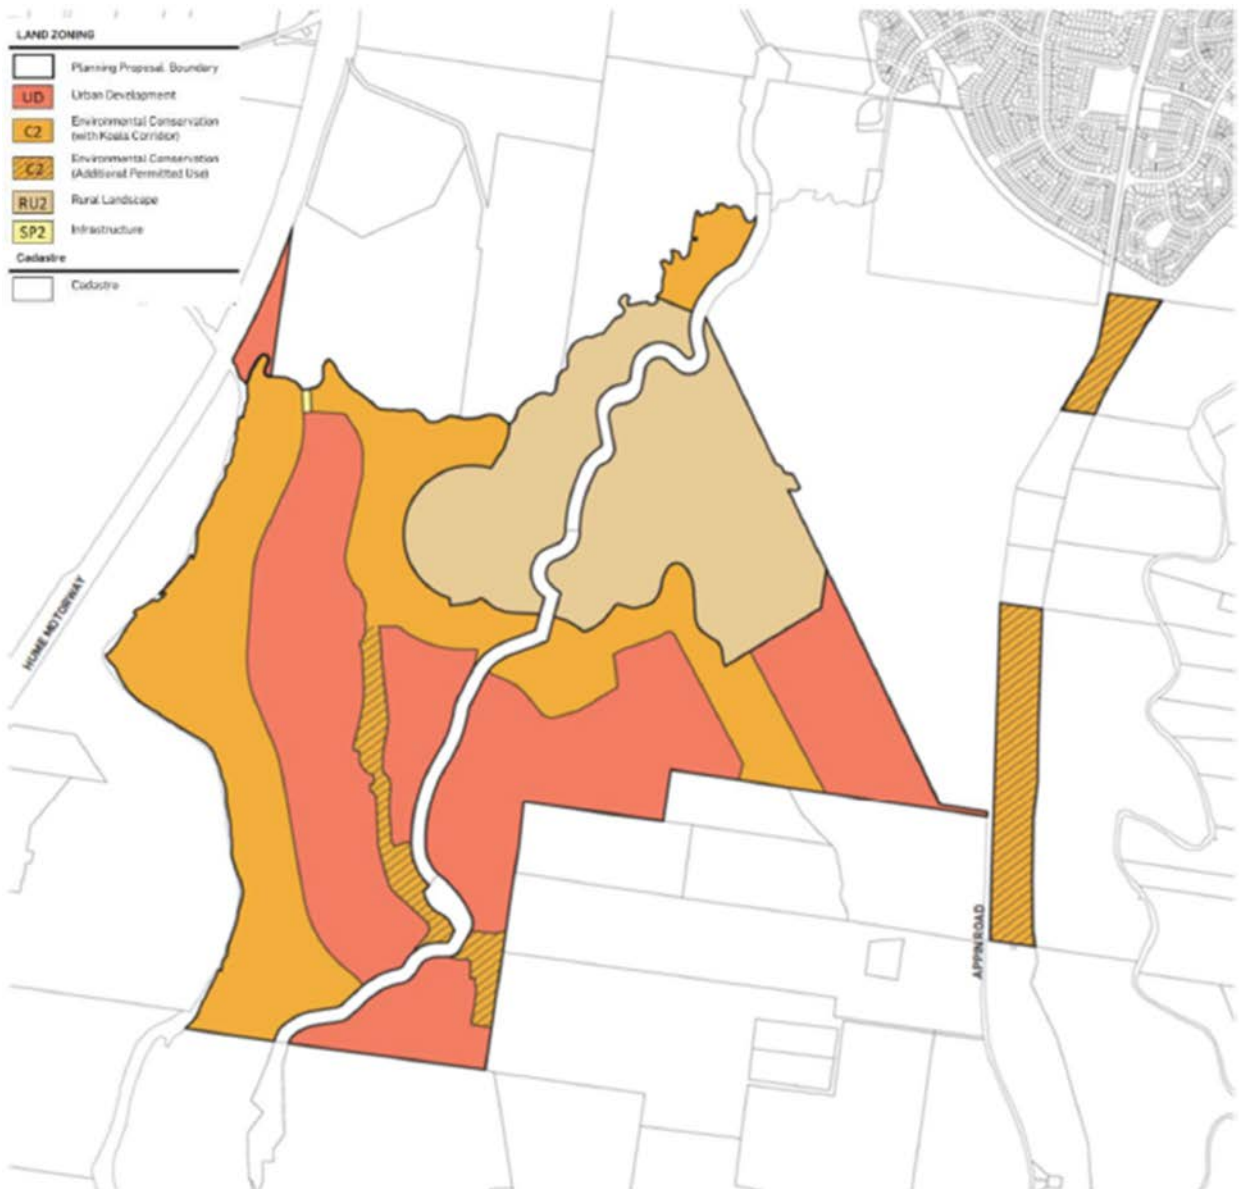 LAND ZONING
Planning Proposal Boundary
UD Urban Development
C2 Environmental Conservation
(with Koala Corridor)
C2 Environmental Conservation
(Additional Permitted Use)
RU2 Rural Landscape
SP2 Infrastructure
Cadastre
Cadastre
HUME MOTORWAY
APPIN ROAD